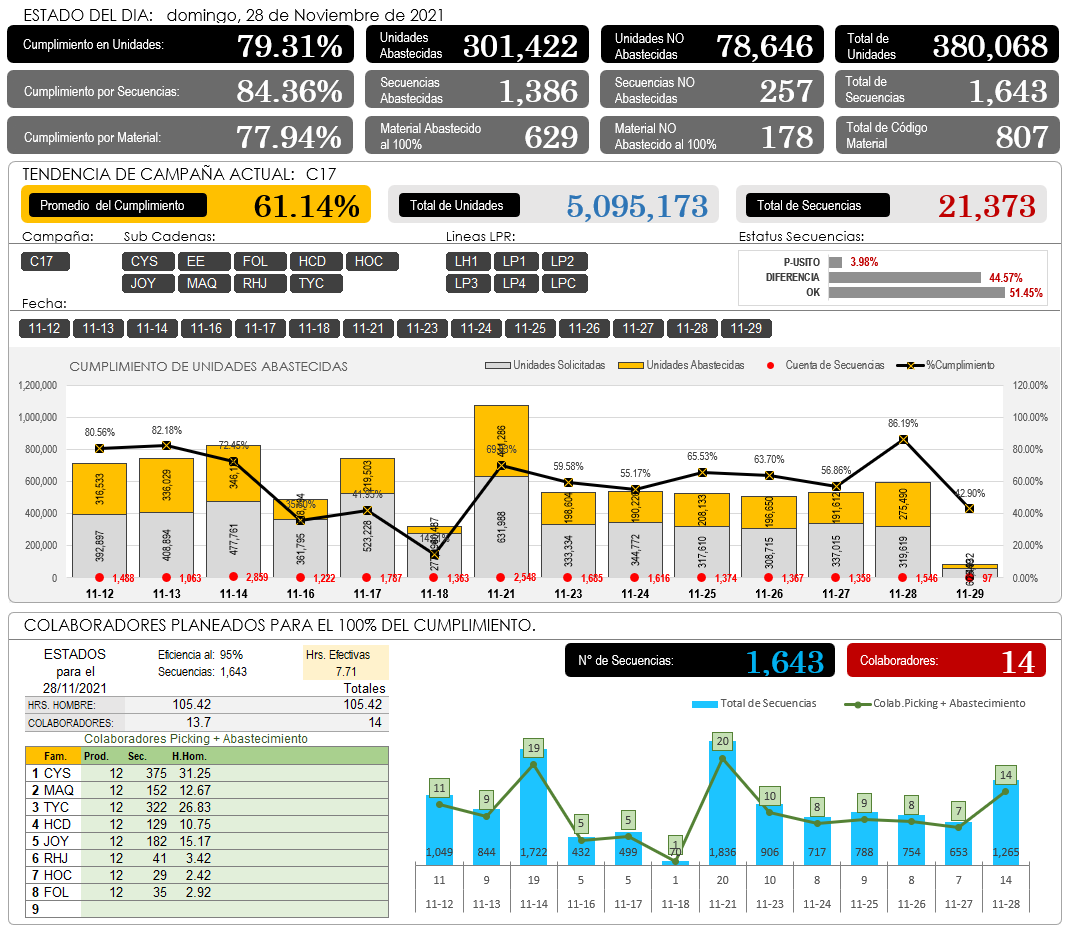 ESTADO DEL DIA: domingo, 28 de Noviembre de 2021
Cumplimiento en Unidades: 79.31%
Unidades Abastecidas 301,422
Unidades NO Abastecidas 78,646
Total de Unidades 380,068
Cumplimiento por Secuencias: 84.36%
Secuencias Abastecidas 1,386
Secuencias NO Abastecidas 257
Total de Secuencias 1,643
Cumplimiento por Material: 77.94%
Material Abastecido al 100% 629
Material NO Abastecido al 100% 178
Total de Código Material 807
TENDENCIA DE CAMPAÑA ACTUAL: C17
Promedio del Cumplimiento 61.14%
Total de Unidades 5,095,173
Total de Secuencias 21,373
Campaña: Sub Cadenas: Lineas LPR: Estatus Secuencias:
C17 CYS EE FOL HCD HOC LH1 LP1 LP2
JOY MAQ RHJ TYC LP3 LP4 LPC
P-USITO 3.98%
DIFERENCIA 44.57%
OK 51.45%
Fecha:
11-12 11-13 11-14 11-16 11-17 11-18 11-21 11-23 11-24 11-25 11-26 11-27 11-28 11-29
CUMPLIMIENTO DE UNIDADES ABASTECIDAS
Unidades Solicitadas Unidades Abastecidas Cuenta de Secuencias %Cumplimiento
1,200,000 1,000,000 800,000 600,000 400,000 200,000 0
120.00% 100.00% 80.00% 60.00% 40.00% 20.00% 0.00%
80.56% 82.18% 72.45% 41.95% 59.58% 55.17% 65.53% 63.70% 56.86% 86.19% 42.90%
316,533 336,029 219,503 198,604 190,226 208,133 196,650 191,612 275,490
392,897 408,894 477,761 361,795 523,228 631,988 333,334 344,772 317,610 308,715 337,015 319,619
1,488 1,063 2,859 1,222 1,787 1,363 2,548 1,685 1,616 1,374 1,367 1,358 1,546 97
11-12 11-13 11-14 11-16 11-17 11-18 11-21 11-23 11-24 11-25 11-26 11-27 11-28 11-29
COLABORADORES PLANEADOS PARA EL 100% DEL CUMPLIMIENTO.
ESTADOS para el 28/11/2021
Eficiencia al: 95%
Secuencias: 1,643
Hrs. Efectivas
7.71
Totales
HRS. HOMBRE: 105.42 105.42
COLABORADORES: 13.7 14
Colaboradores Picking + Abastecimiento
Fam. Prod. Sec. H.Hom.
1 CYS 12 375 31.25
2 MAQ 12 152 12.67
3 TYC 12 322 26.83
4 HCD 12 129 10.75
5 JOY 12 182 15.17
6 RHJ 12 41 3.42
7 HOC 12 29 2.42
8 FOL 12 35 2.92
9
N° de Secuencias: 1,643
Colaboradores: 14
Total de Secuencias Colab.Picking + Abastecimiento
11 9 19 5 5 1 20 10 8 9 8 7 14
1,049 844 1,722 432 499 70 1,836 906 717 788 754 653 1,265
11 9 19 5 5 1 20 10 8 9 8 7 14
11-12 11-13 11-14 11-16 11-17 11-18 11-21 11-23 11-24 11-25 11-26 11-27 11-28